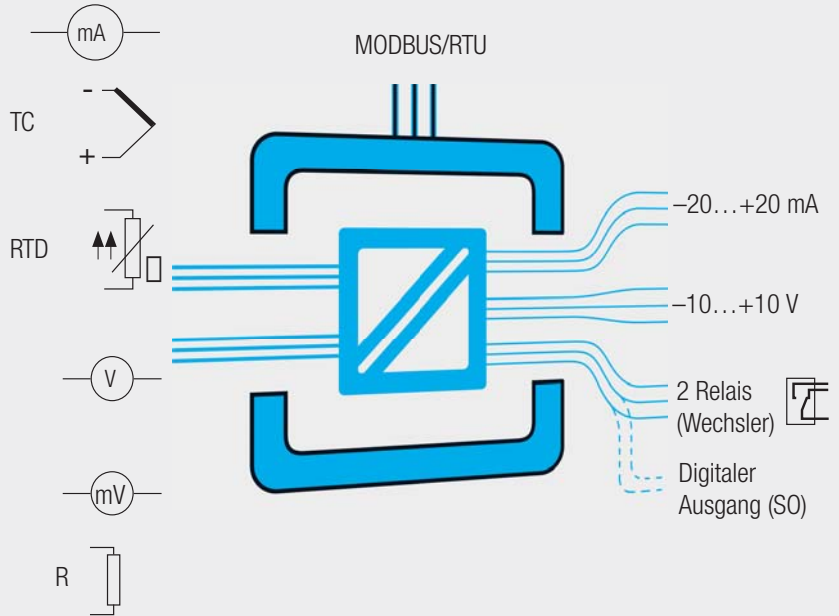 mA
MODBUS/RTU
-
TC
+
RTD
–20…+20 mA
–10…+10 V
V
2 Relais
(Wechsler)
mV
Digitaler
Ausgang (SO)
R